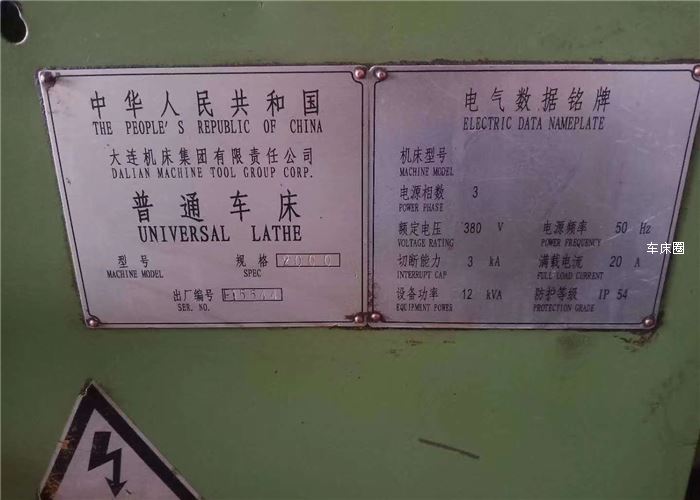 中华人民共和国
THE PEOPLE'S REPUBLIC OF CHINA
大连机床集团有限责任公司
DALIAN MACHINE TOOL GROUP CORP.
普通车床
UNIVERSAL LATHE
型号 规格
MACHINE MODEL SPEC
出厂编号
SER. NO.
电气数据铭牌
ELECTRIC DATA NAMEPLATE
机床型号
MACHINE MODEL
电源相数 3
POWER PHASE
额定电压 380 V 电源频率 50 Hz
VOLTAGE RATING POWER FREQUENCY
切断能力 3 kA 满载电流 20 A
INTERRUPT CAP FULL LOAD CURRENT
设备功率 12 kVA 防护等级 IP 54
EQUIPMENT POWER PROTECTION GRADE
车床圈